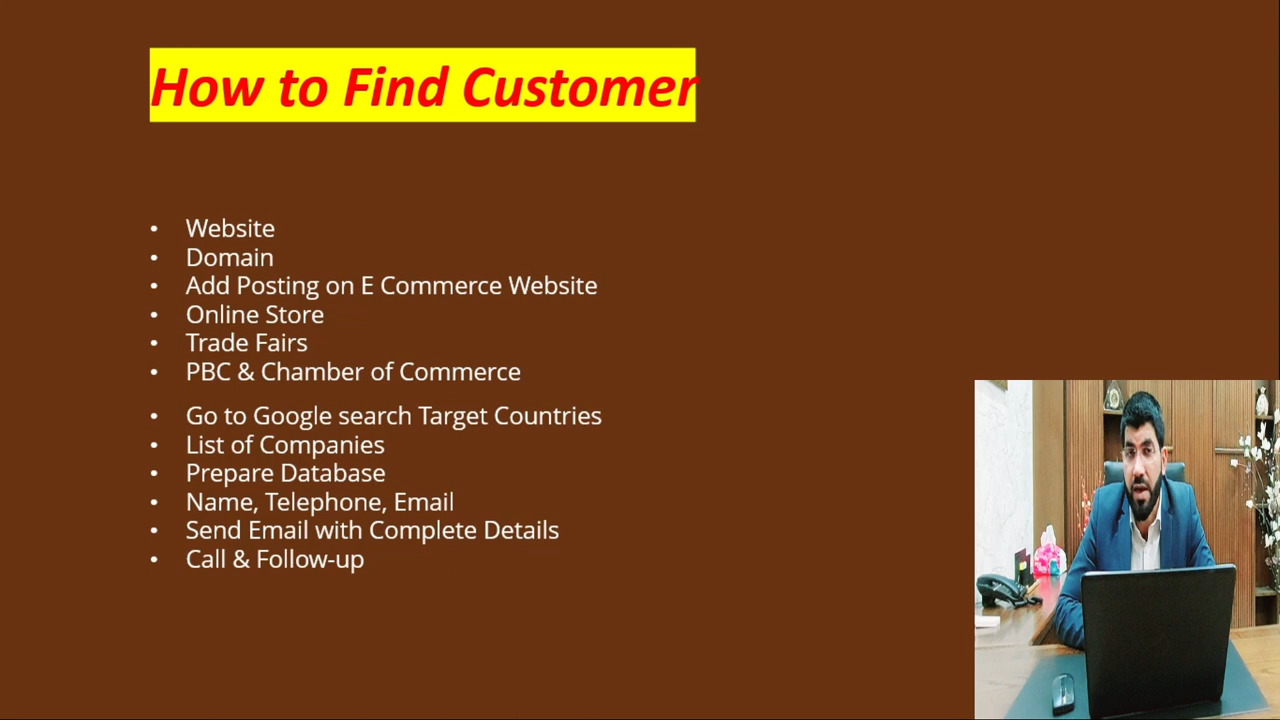 How to Find Customer
• Website
• Domain
• Add Posting on E Commerce Website
• Online Store
• Trade Fairs
• PBC & Chamber of Commerce
• Go to Google search Target Countries
• List of Companies
• Prepare Database
• Name, Telephone, Email
• Send Email with Complete Details
• Call & Follow-up